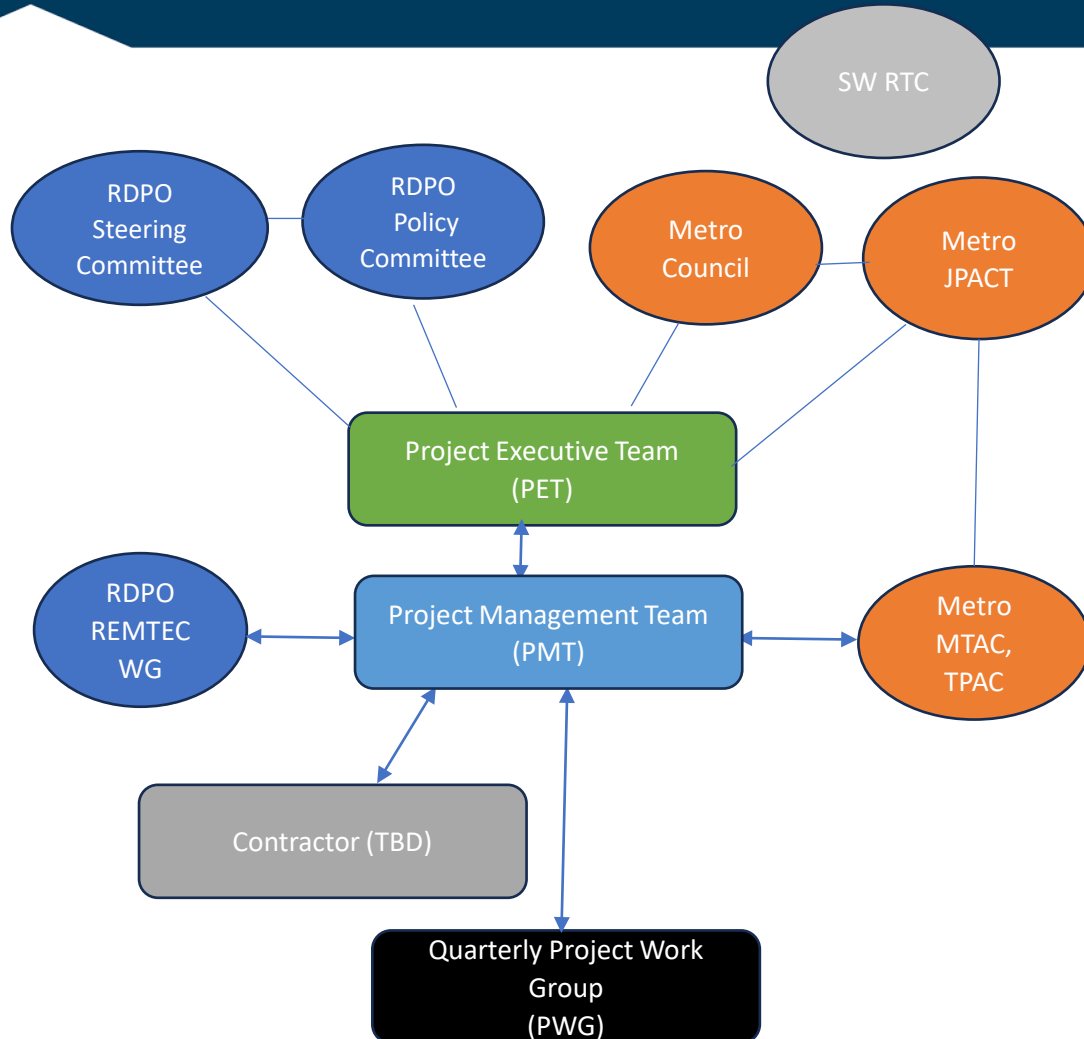 SW RTC
RDPO
Steering
Committee
RDPO
Policy
Committee
Metro
Council
Metro
JPACT
Project Executive Team
(PET)
RDPO
REMTEC
WG
Project Management Team
(PMT)
Metro
MTAC,
TPAC
Contractor (TBD)
Quarterly Project Work
Group
(PWG)